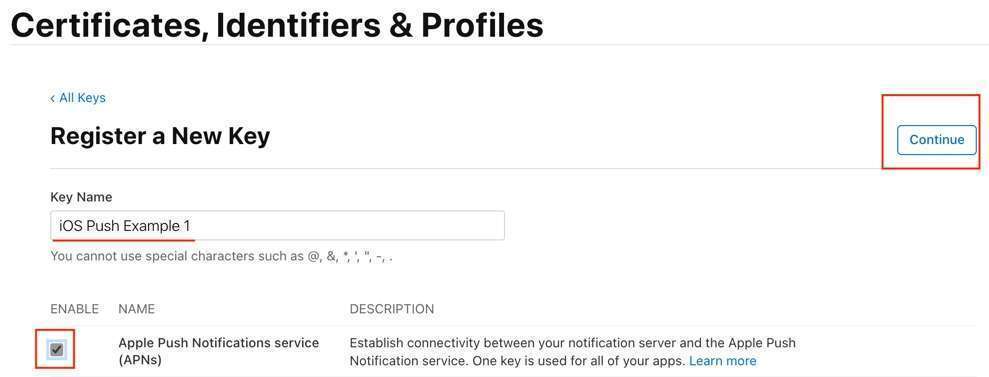 Certificates, Identifiers & Profiles
‹ All Keys
Register a New Key
Continue
Key Name
iOS Push Example 1
You cannot use special characters such as @, &, *, ', ", -, .
ENABLE NAME DESCRIPTION
Apple Push Notifications service Establish connectivity between your notification server and the Apple Push
(APNs) Notification service. One key is used for all of your apps. Learn more